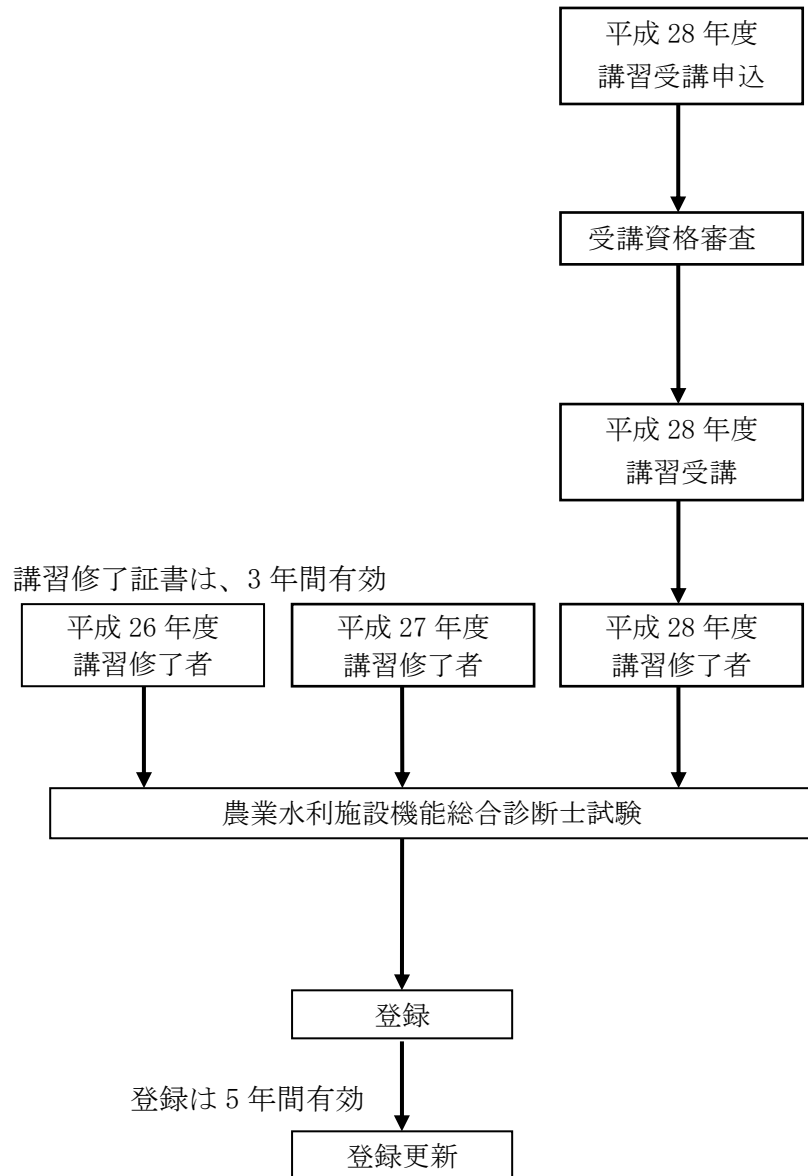 平成 28 年度
講習受講申込
受講資格審査
平成 28 年度
講習受講
講習修了証書は、3 年間有効
平成 26 年度
講習修了者
平成 27 年度
講習修了者
平成 28 年度
講習修了者
農業水利施設機能総合診断士試験
登録
登録は 5 年間有効
登録更新